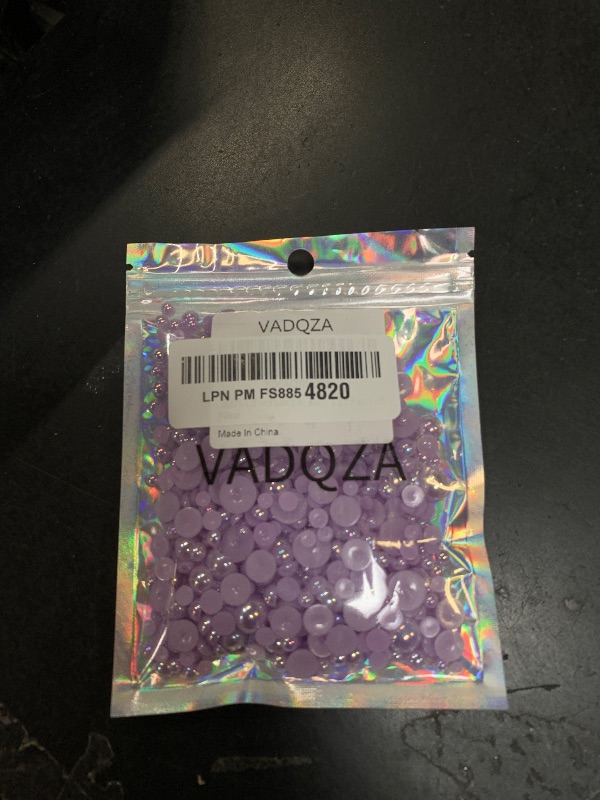 VADQZA
LPN PM FS885 4820
Made In China
VADQZA